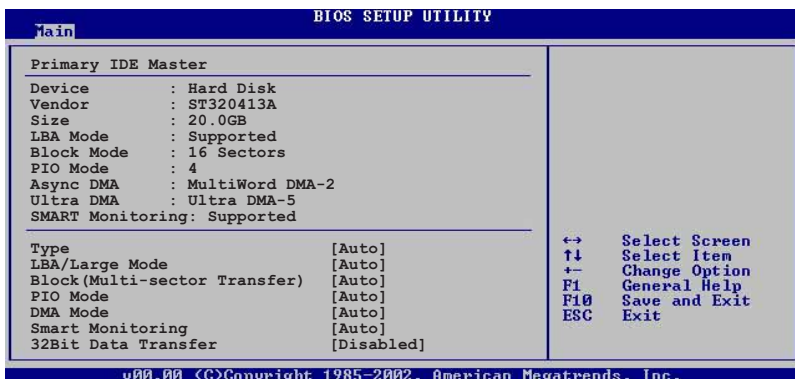 BIOS SETUP UTILITY
Main
Primary IDE Master
Device : Hard Disk
Vendor : ST320413A
Size : 20.0GB
LBA Mode : Supported
Block Mode : 16 Sectors
PIO Mode : 4
Async DMA : MultiWord DMA-2
Ultra DMA : Ultra DMA-5
SMART Monitoring: Supported
Type [Auto]
LBA/Large Mode [Auto]
Block(Multi-sector Transfer) [Auto]
PIO Mode [Auto]
DMA Mode [Auto]
Smart Monitoring [Auto]
32Bit Data Transfer [Disabled]
←→ Select Screen
↑↓ Select Item
+- Change Option
F1 General Help
F10 Save and Exit
ESC Exit
v00.00 (C)Copyright 1985-2002, American Megatrends, Inc.